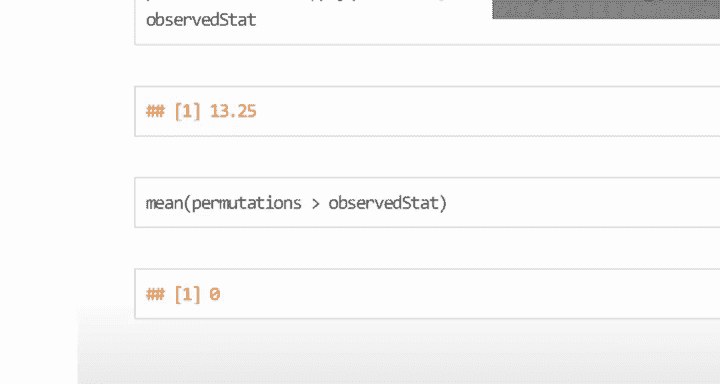 observedStat
## [1] 13.25
mean(permutations > observedStat)
## [1] 0